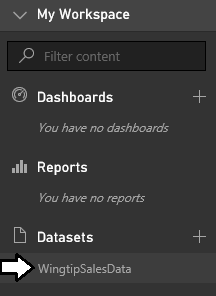 My Workspace
Filter content
Dashboards
You have no dashboards
Reports
You have no reports
Datasets
WingtipSalesData